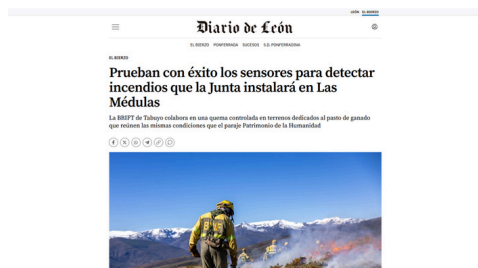 LEÓN EL BIERZO
Diario de León
EL BIERZO PONFERRADA SUCESOS S.D. PONFERRADINA
EL BIERZO
Prueban con éxito los sensores para detectar
incendios que la Junta instalará en Las
Médulas
La BRIFT de Tabuyo colabora en una quema controlada en terrenos dedicados al pasto de ganado
que reúnen las mismas condiciones que el paraje Patrimonio de la Humanidad